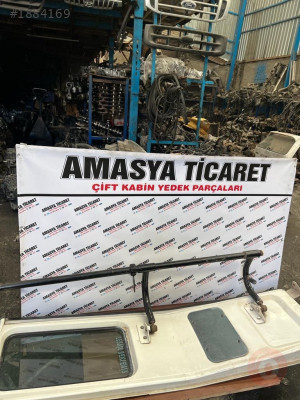 #1884169
AMASYA TİCARET
ÇİFT KABİN YEDEK PARÇALARI